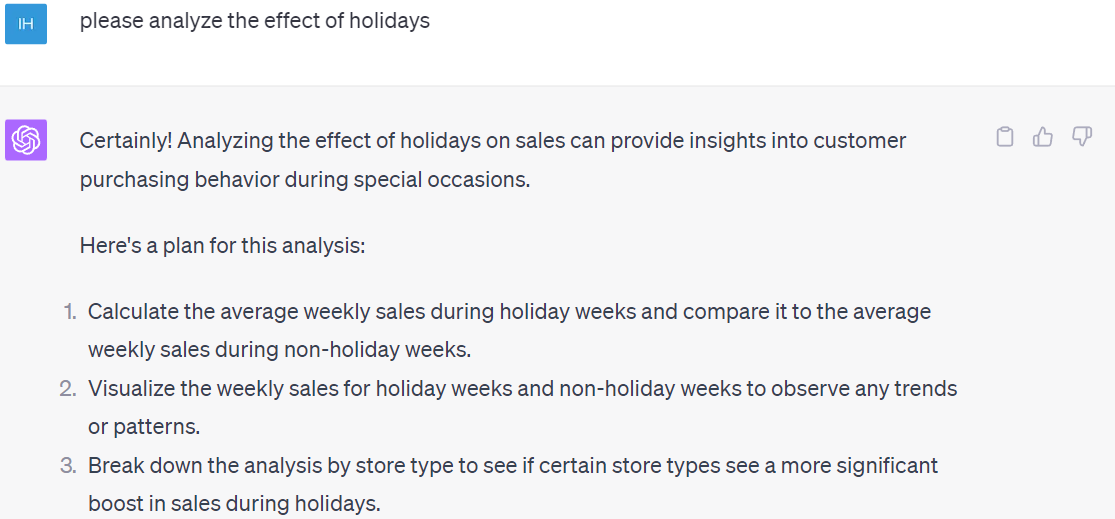 IH
please analyze the effect of holidays
Certainly! Analyzing the effect of holidays on sales can provide insights into customer
purchasing behavior during special occasions.
Here's a plan for this analysis:
1. Calculate the average weekly sales during holiday weeks and compare it to the average
weekly sales during non-holiday weeks.
2. Visualize the weekly sales for holiday weeks and non-holiday weeks to observe any trends
or patterns.
3. Break down the analysis by store type to see if certain store types see a more significant
boost in sales during holidays.